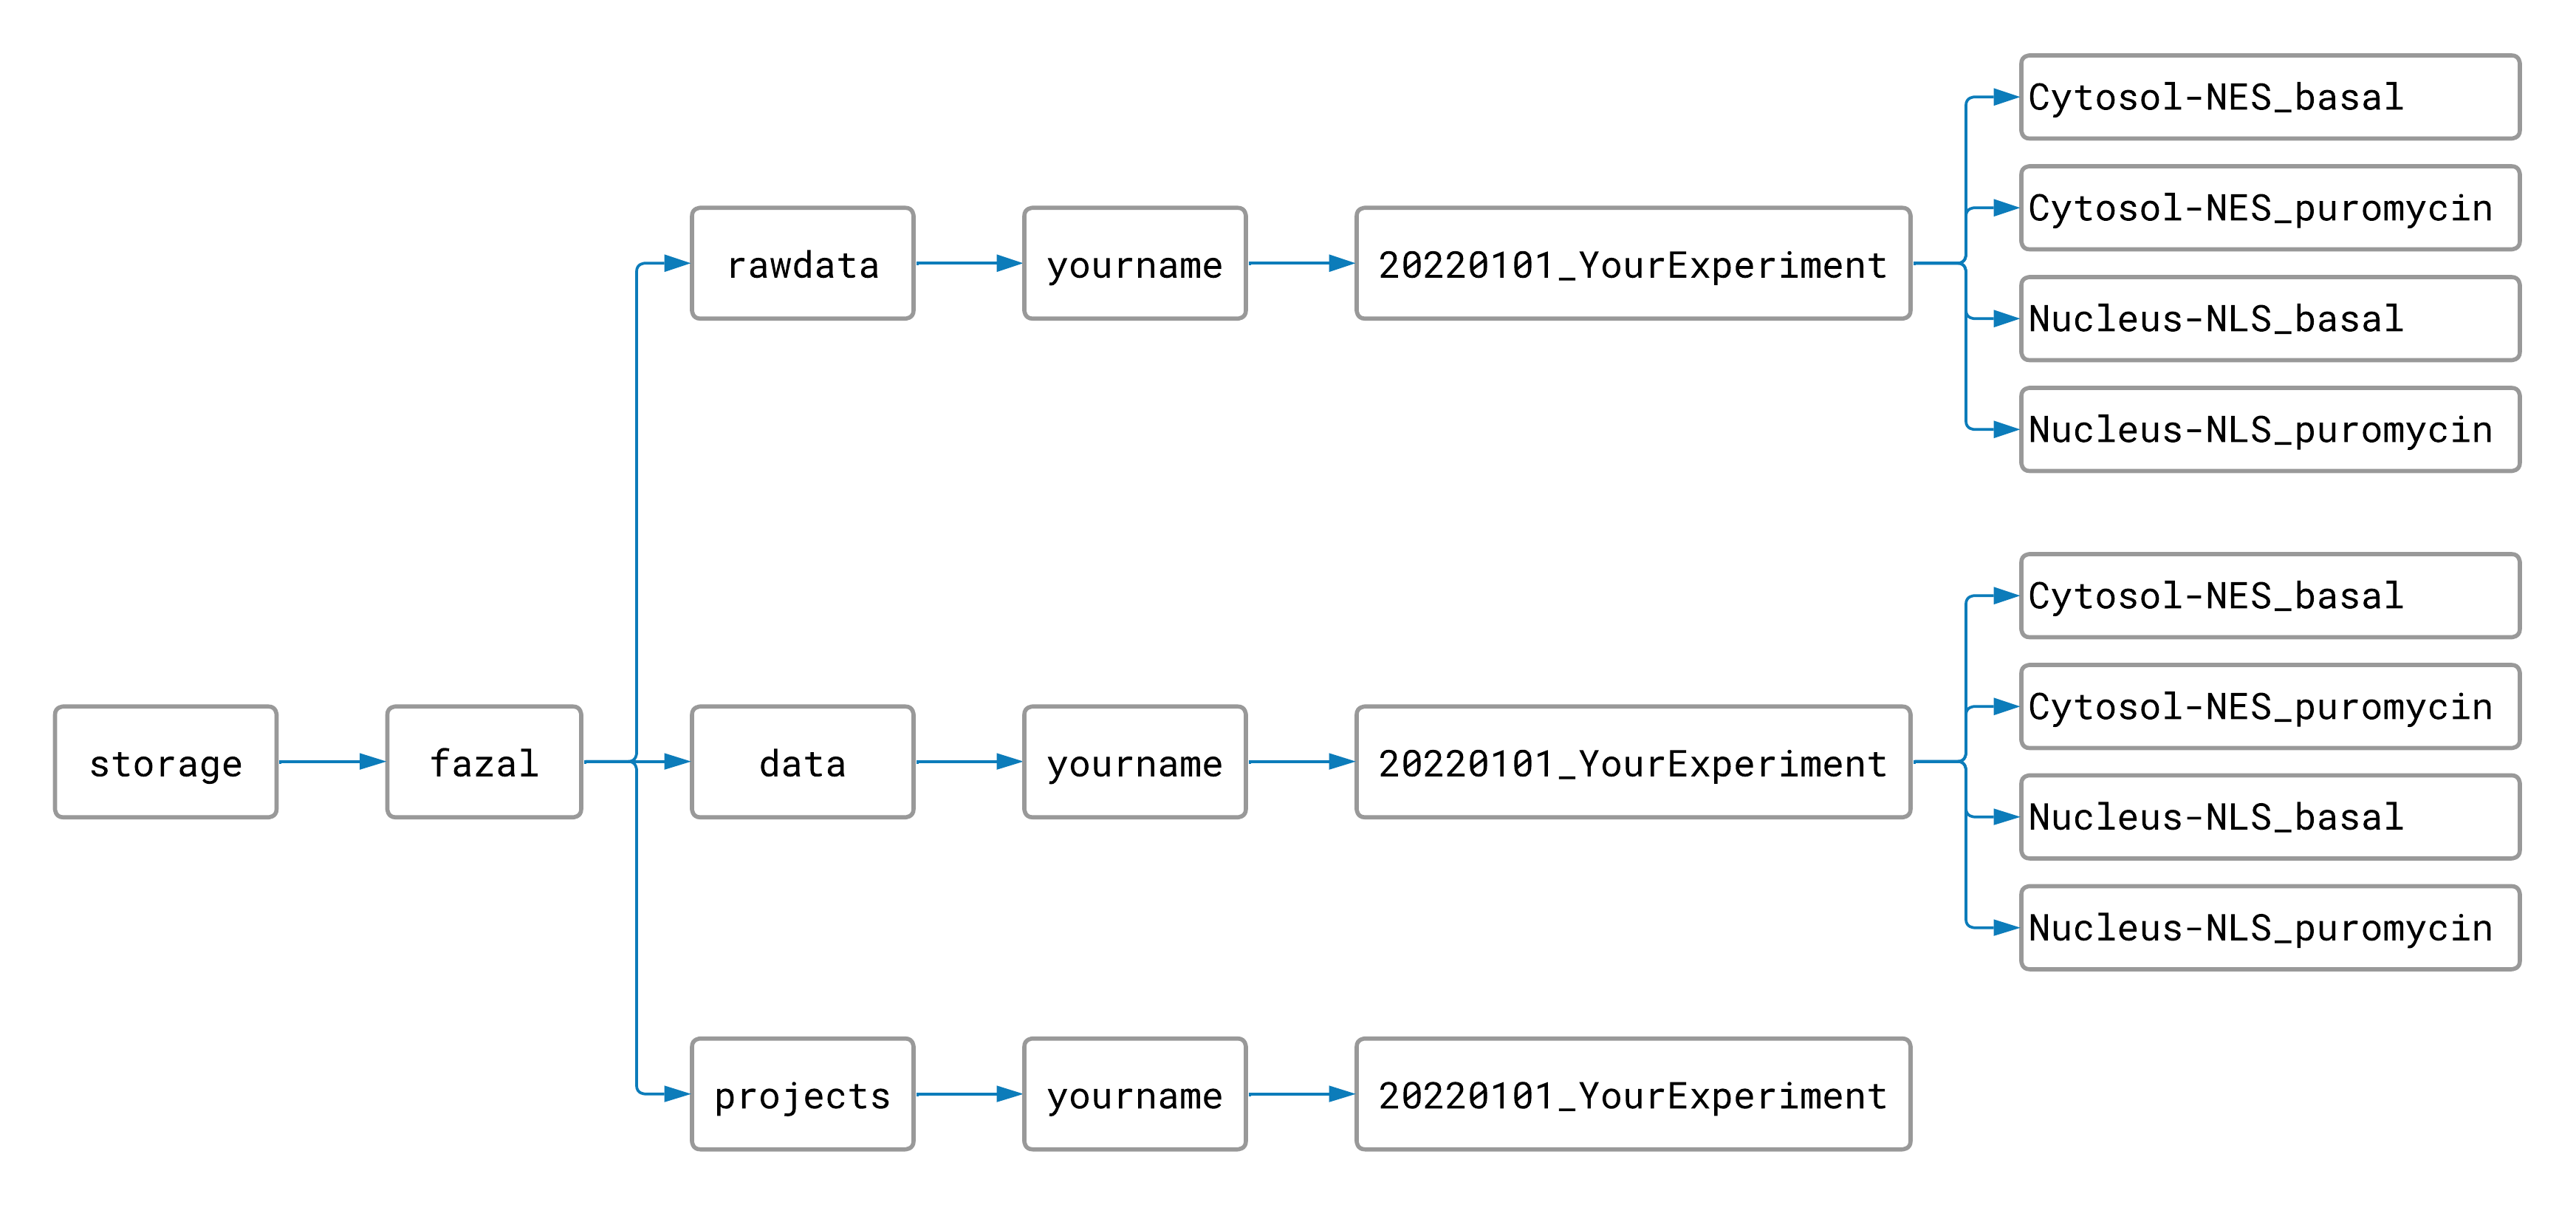 storage
fazal
rawdata
yourname
20220101_YourExperiment
Cytosol-NES_basal
Cytosol-NES_puromycin
Nucleus-NLS_basal
Nucleus-NLS_puromycin
data
yourname
20220101_YourExperiment
Cytosol-NES_basal
Cytosol-NES_puromycin
Nucleus-NLS_basal
Nucleus-NLS_puromycin
projects
yourname
20220101_YourExperiment